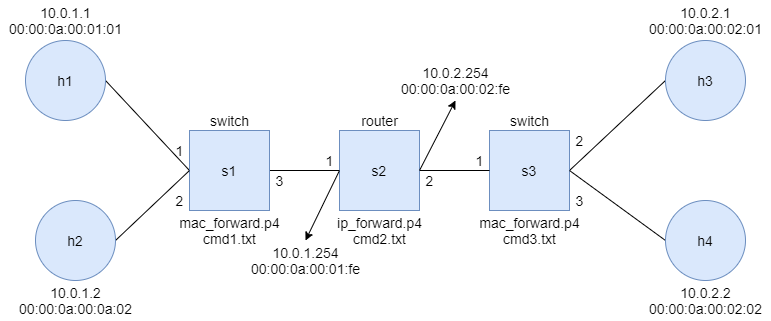 10.0.1.1
00:00:0a:00:01:01
h1
10.0.2.1
00:00:0a:00:02:01
h3
10.0.2.254
00:00:0a:00:02:fe
switch
router
switch
1
2
s1
3
1
s2
2
1
s3
2
3
mac_forward.p4
cmd1.txt
ip_forward.p4
cmd2.txt
mac_forward.p4
cmd3.txt
10.0.1.254
00:00:0a:00:01:fe
h2
10.0.1.2
00:00:0a:00:0a:02
h4
10.0.2.2
00:00:0a:00:02:02